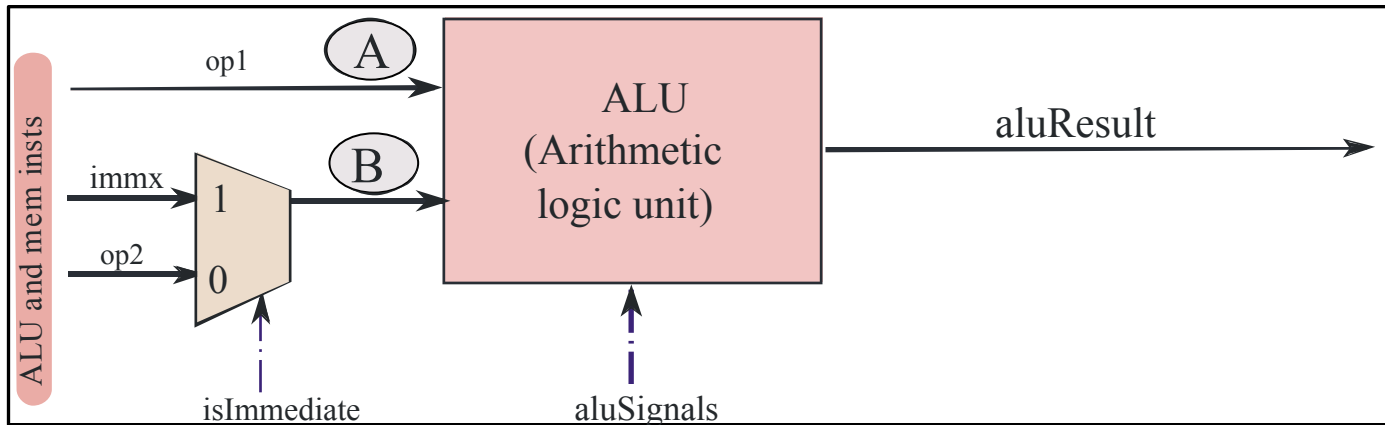 ALU and mem insts
op1
A
immx
1
B
op2
0
isImmediate
ALU
(Arithmetic
logic unit)
aluSignals
aluResult